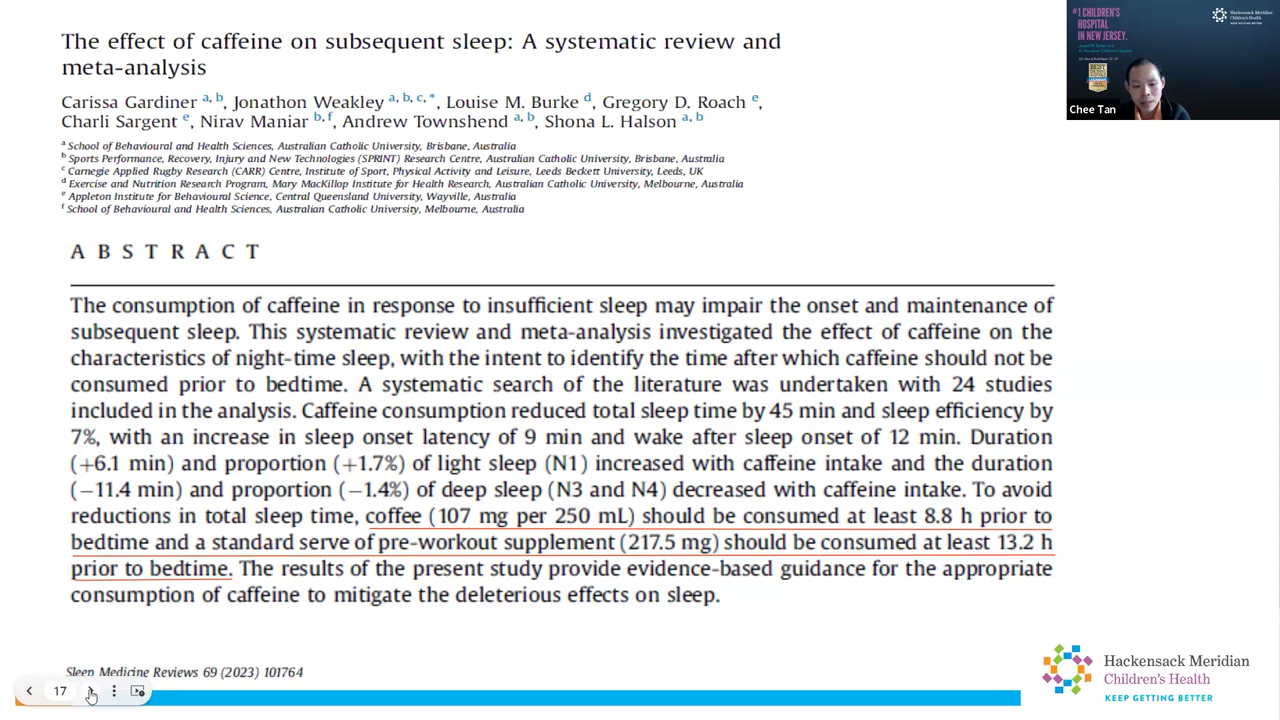 The effect of caffeine on subsequent sleep: A systematic review and
meta-analysis
Carissa Gardiner a, b, Jonathon Weakley a, b, c, *, Louise M. Burke d, Gregory D. Roach e,
Charli Sargent e, Nirav Maniar b, f, Andrew Townshend a, b, Shona L. Halson a, b
a School of Behavioural and Health Sciences, Australian Catholic University, Brisbane, Australia
b Sports Performance, Recovery, Injury and New Technologies (SPRINT) Research Centre, Australian Catholic University, Brisbane, Australia
c Carnegie Applied Rugby Research (CARR) Centre, Institute of Sport, Physical Activity and Leisure, Leeds Beckett University, Leeds, UK
d Exercise and Nutrition Research Program, Mary MacKillop Institute for Health Research, Australian Catholic University, Melbourne, Australia
e Appleton Institute for Behavioural Science, Central Queensland University, Wayville, Australia
f School of Behavioural and Health Sciences, Australian Catholic University, Melbourne, Australia
ABSTRACT
The consumption of caffeine in response to insufficient sleep may impair the onset and maintenance of
subsequent sleep. This systematic review and meta-analysis investigated the effect of caffeine on the
characteristics of night-time sleep, with the intent to identify the time after which caffeine should not be
consumed prior to bedtime. A systematic search of the literature was undertaken with 24 studies
included in the analysis. Caffeine consumption reduced total sleep time by 45 min and sleep efficiency by
7%, with an increase in sleep onset latency of 9 min and wake after sleep onset of 12 min. Duration
(+6.1 min) and proportion (+1.7%) of light sleep (N1) increased with caffeine intake and the duration
(−11.4 min) and proportion (−1.4%) of deep sleep (N3 and N4) decreased with caffeine intake. To avoid
reductions in total sleep time, coffee (107 mg per 250 mL) should be consumed at least 8.8 h prior to
bedtime and a standard serve of pre-workout supplement (217.5 mg) should be consumed at least 13.2 h
prior to bedtime. The results of the present study provide evidence-based guidance for the appropriate
consumption of caffeine to mitigate the deleterious effects on sleep.
Sleep Medicine Reviews 69 (2023) 101764
17
#1 CHILDREN'S
HOSPITAL
IN NEW JERSEY.
BEST
Hackensack Meridian
Children's Health
KEEP GETTING BETTER
Chee Tan
Hackensack Meridian
Children's Health
KEEP GETTING BETTER